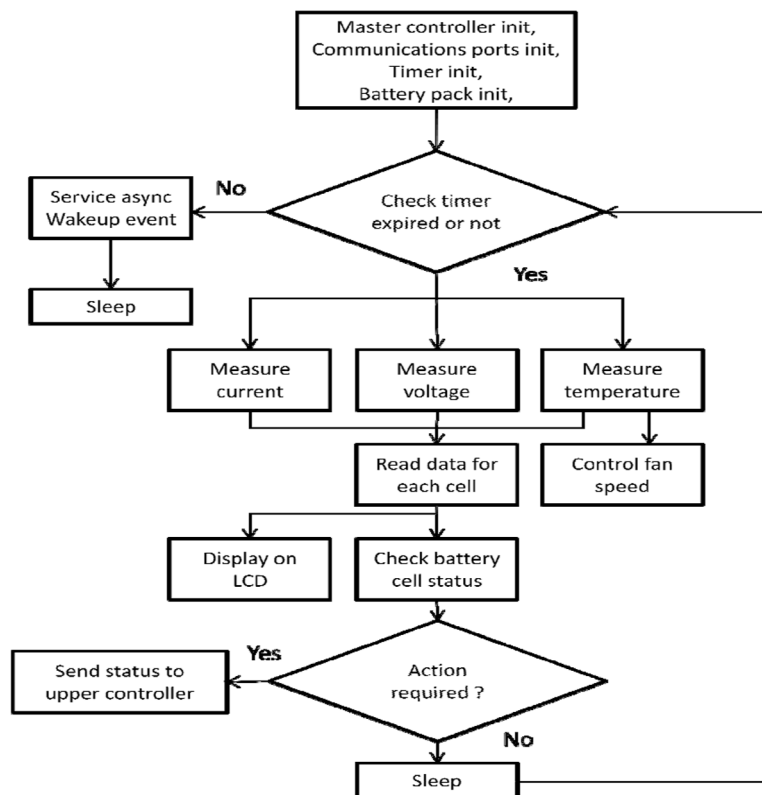 Master controller init,
Communications ports init,
Timer init,
Battery pack init,
Check timer
expired or not
No
Service async
Wakeup event
Sleep
Yes
Measure
current
Measure
voltage
Measure
temperature
Read data for
each cell
Control fan
speed
Display on
LCD
Check battery
cell status
Action
required ?
Yes
Send status to
upper controller
No
Sleep